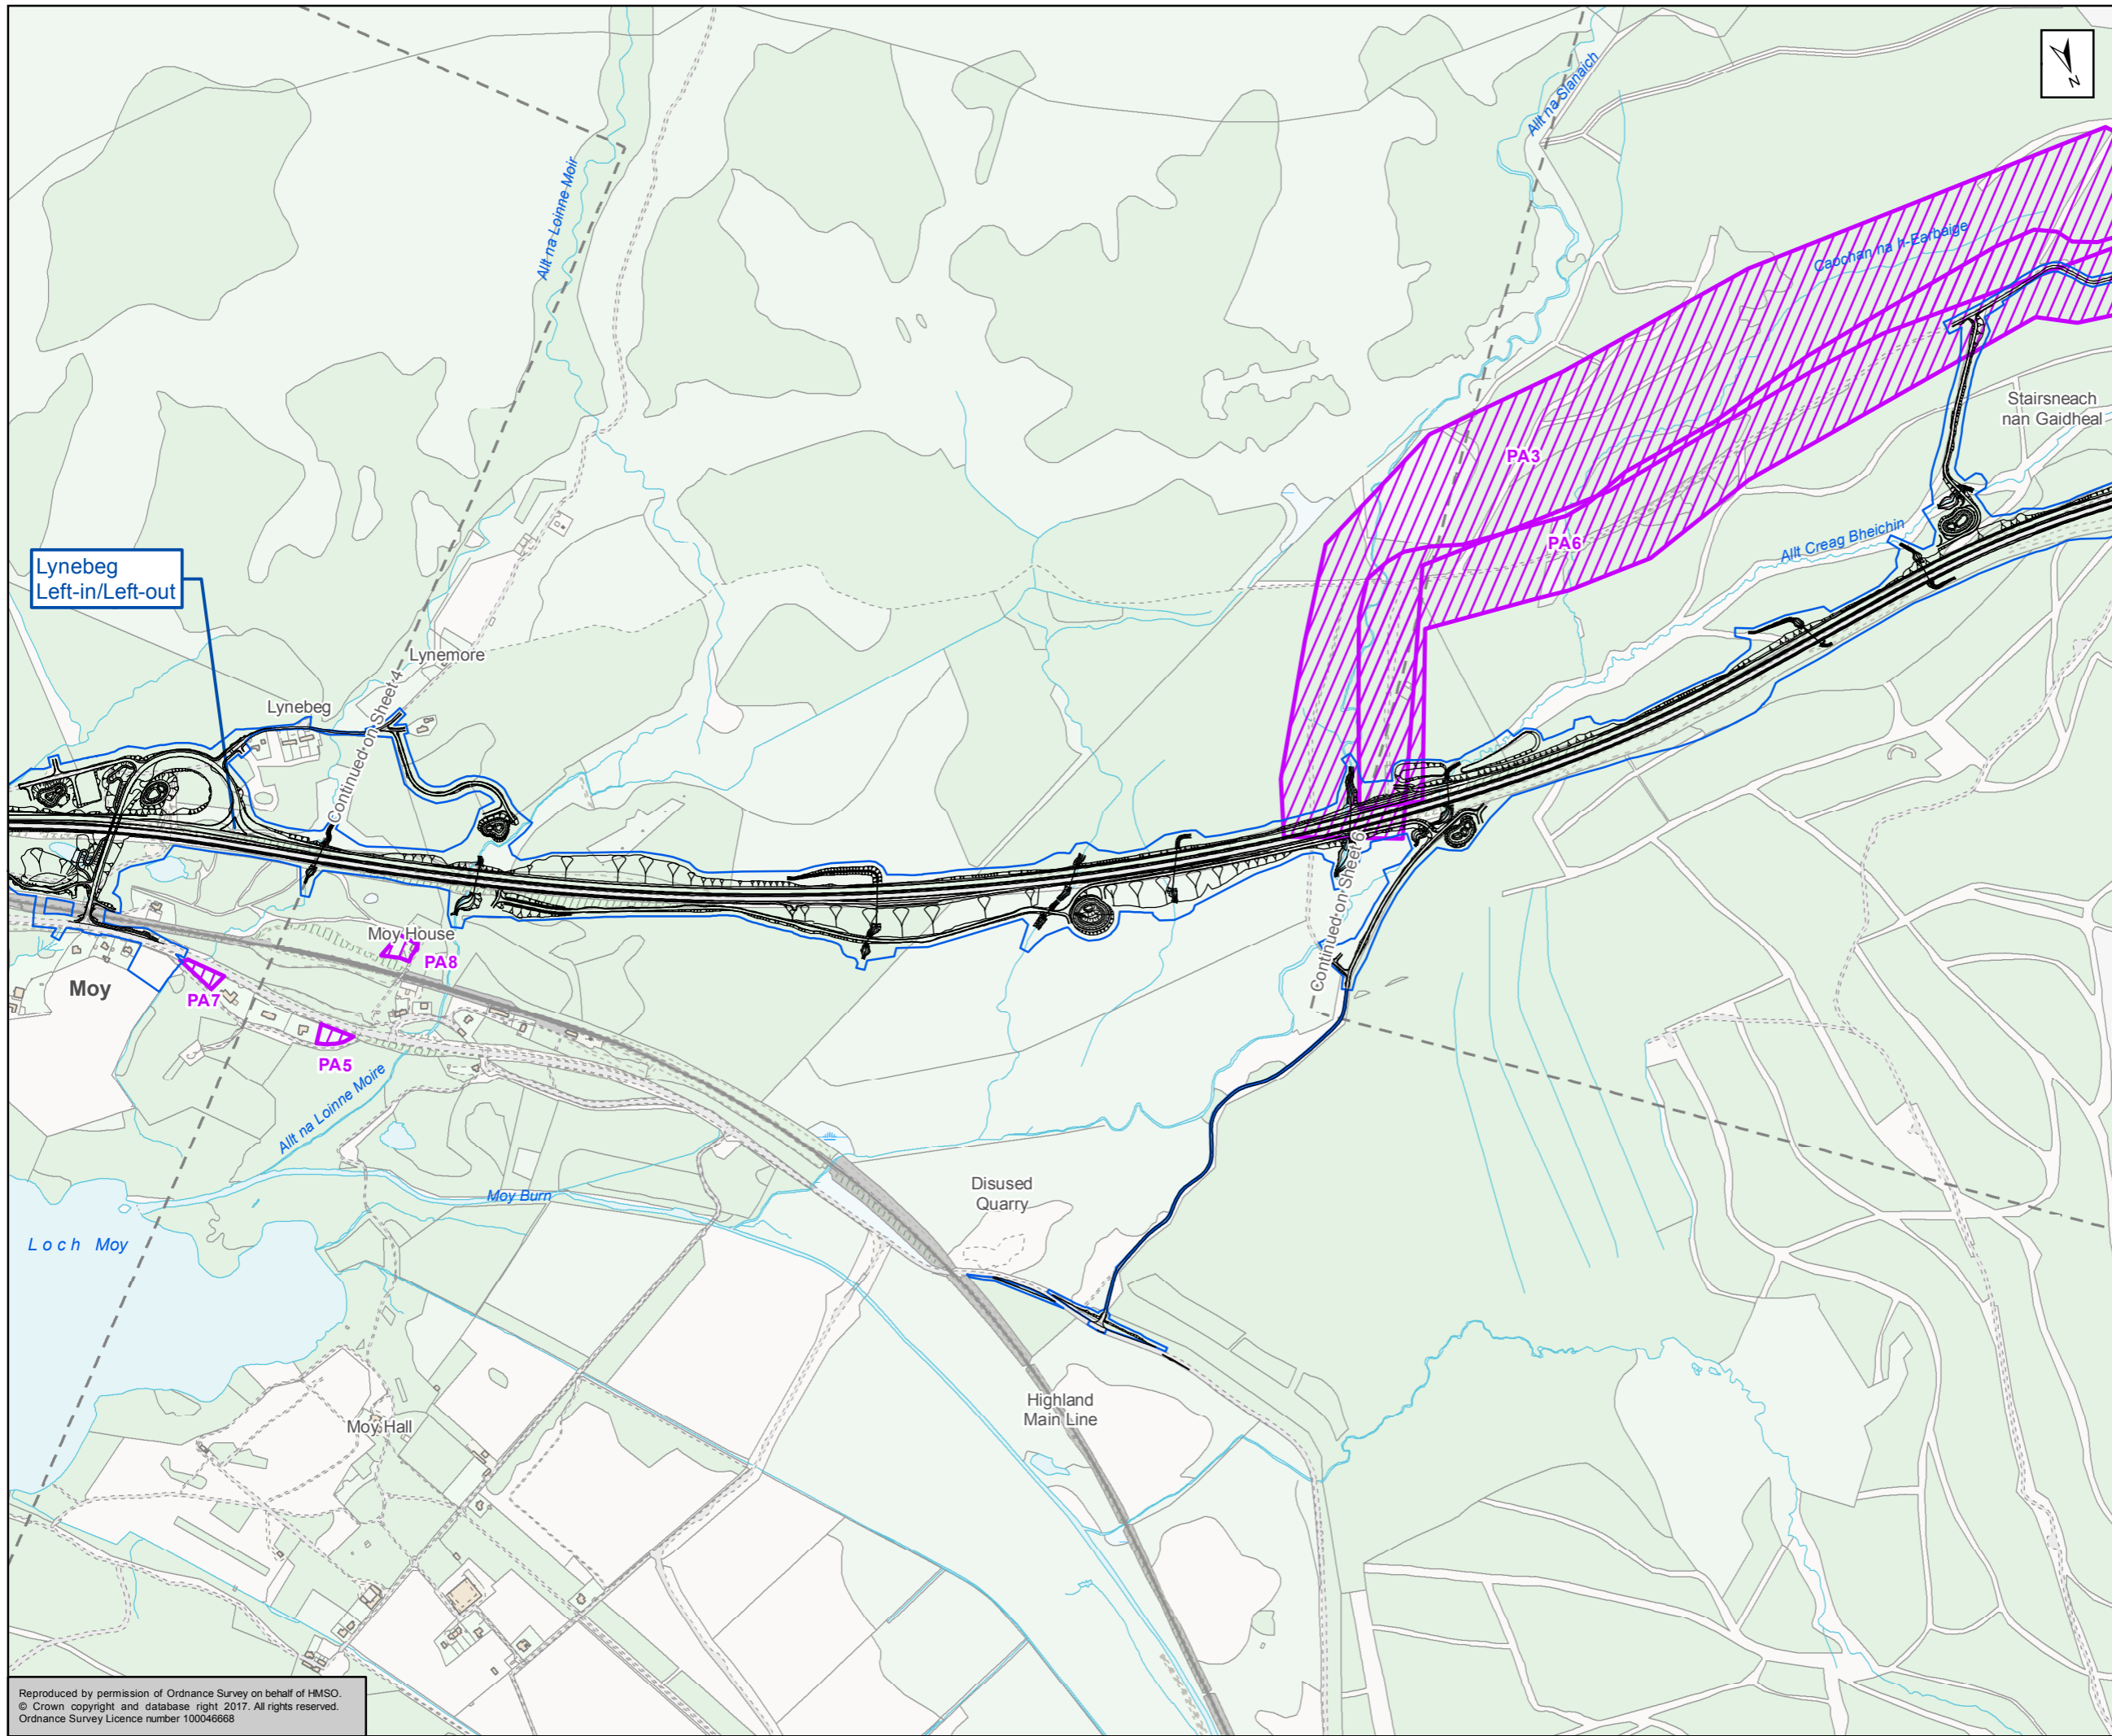 N
Allt na Slanaich
Allt na Loinne Moir
Caochan na h-Earbaige
Stairsneach
nan Gaidheal
PA3
PA6
Allt Creag Bheichin
Lynebeg
Left-in/Left-out
Lynemore
Lynebeg
Continued on Sheet 4
Continued on Sheet 6
Moy House
PA8
Moy
PA7
PA5
Allt na Loinne Moire
Moy Burn
Disused
Quarry
Loch Moy
Highland
Main Line
Moy Hall
Reproduced by permission of Ordnance Survey on behalf of HMSO.
© Crown copyright and database right 2017. All rights reserved.
Ordnance Survey Licence number 100046668